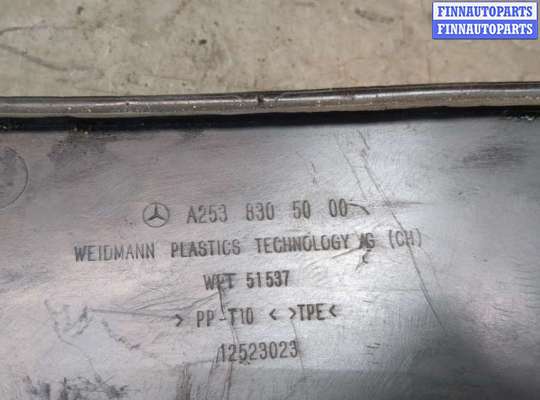 FINNAUTOPARTS
FINNAUTOPARTS
A253 830 50 00
WEIDMANN PLASTICS TECHNOLOGY AG (CH)
WPT 51537
> PP-T10 < >TPE<
12523023